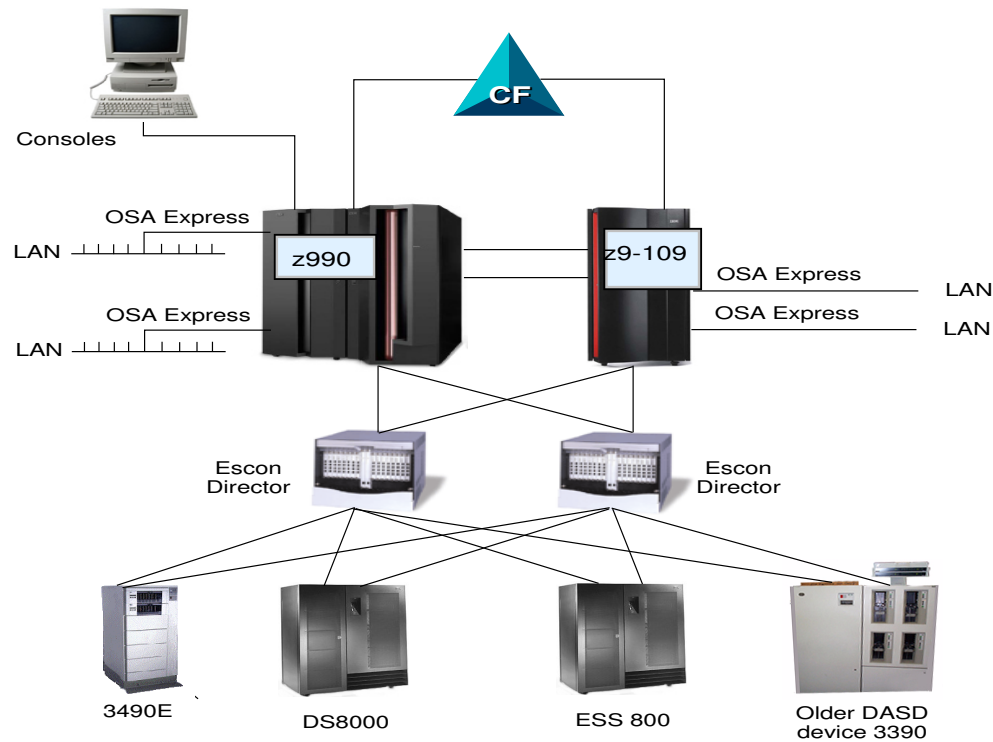 CF
Consoles
OSA Express
LAN
z990
z9-109
OSA Express
LAN
OSA Express
LAN
OSA Express
LAN
Escon
Director
Escon
Director
3490E
DS8000
ESS 800
Older DASD
device 3390